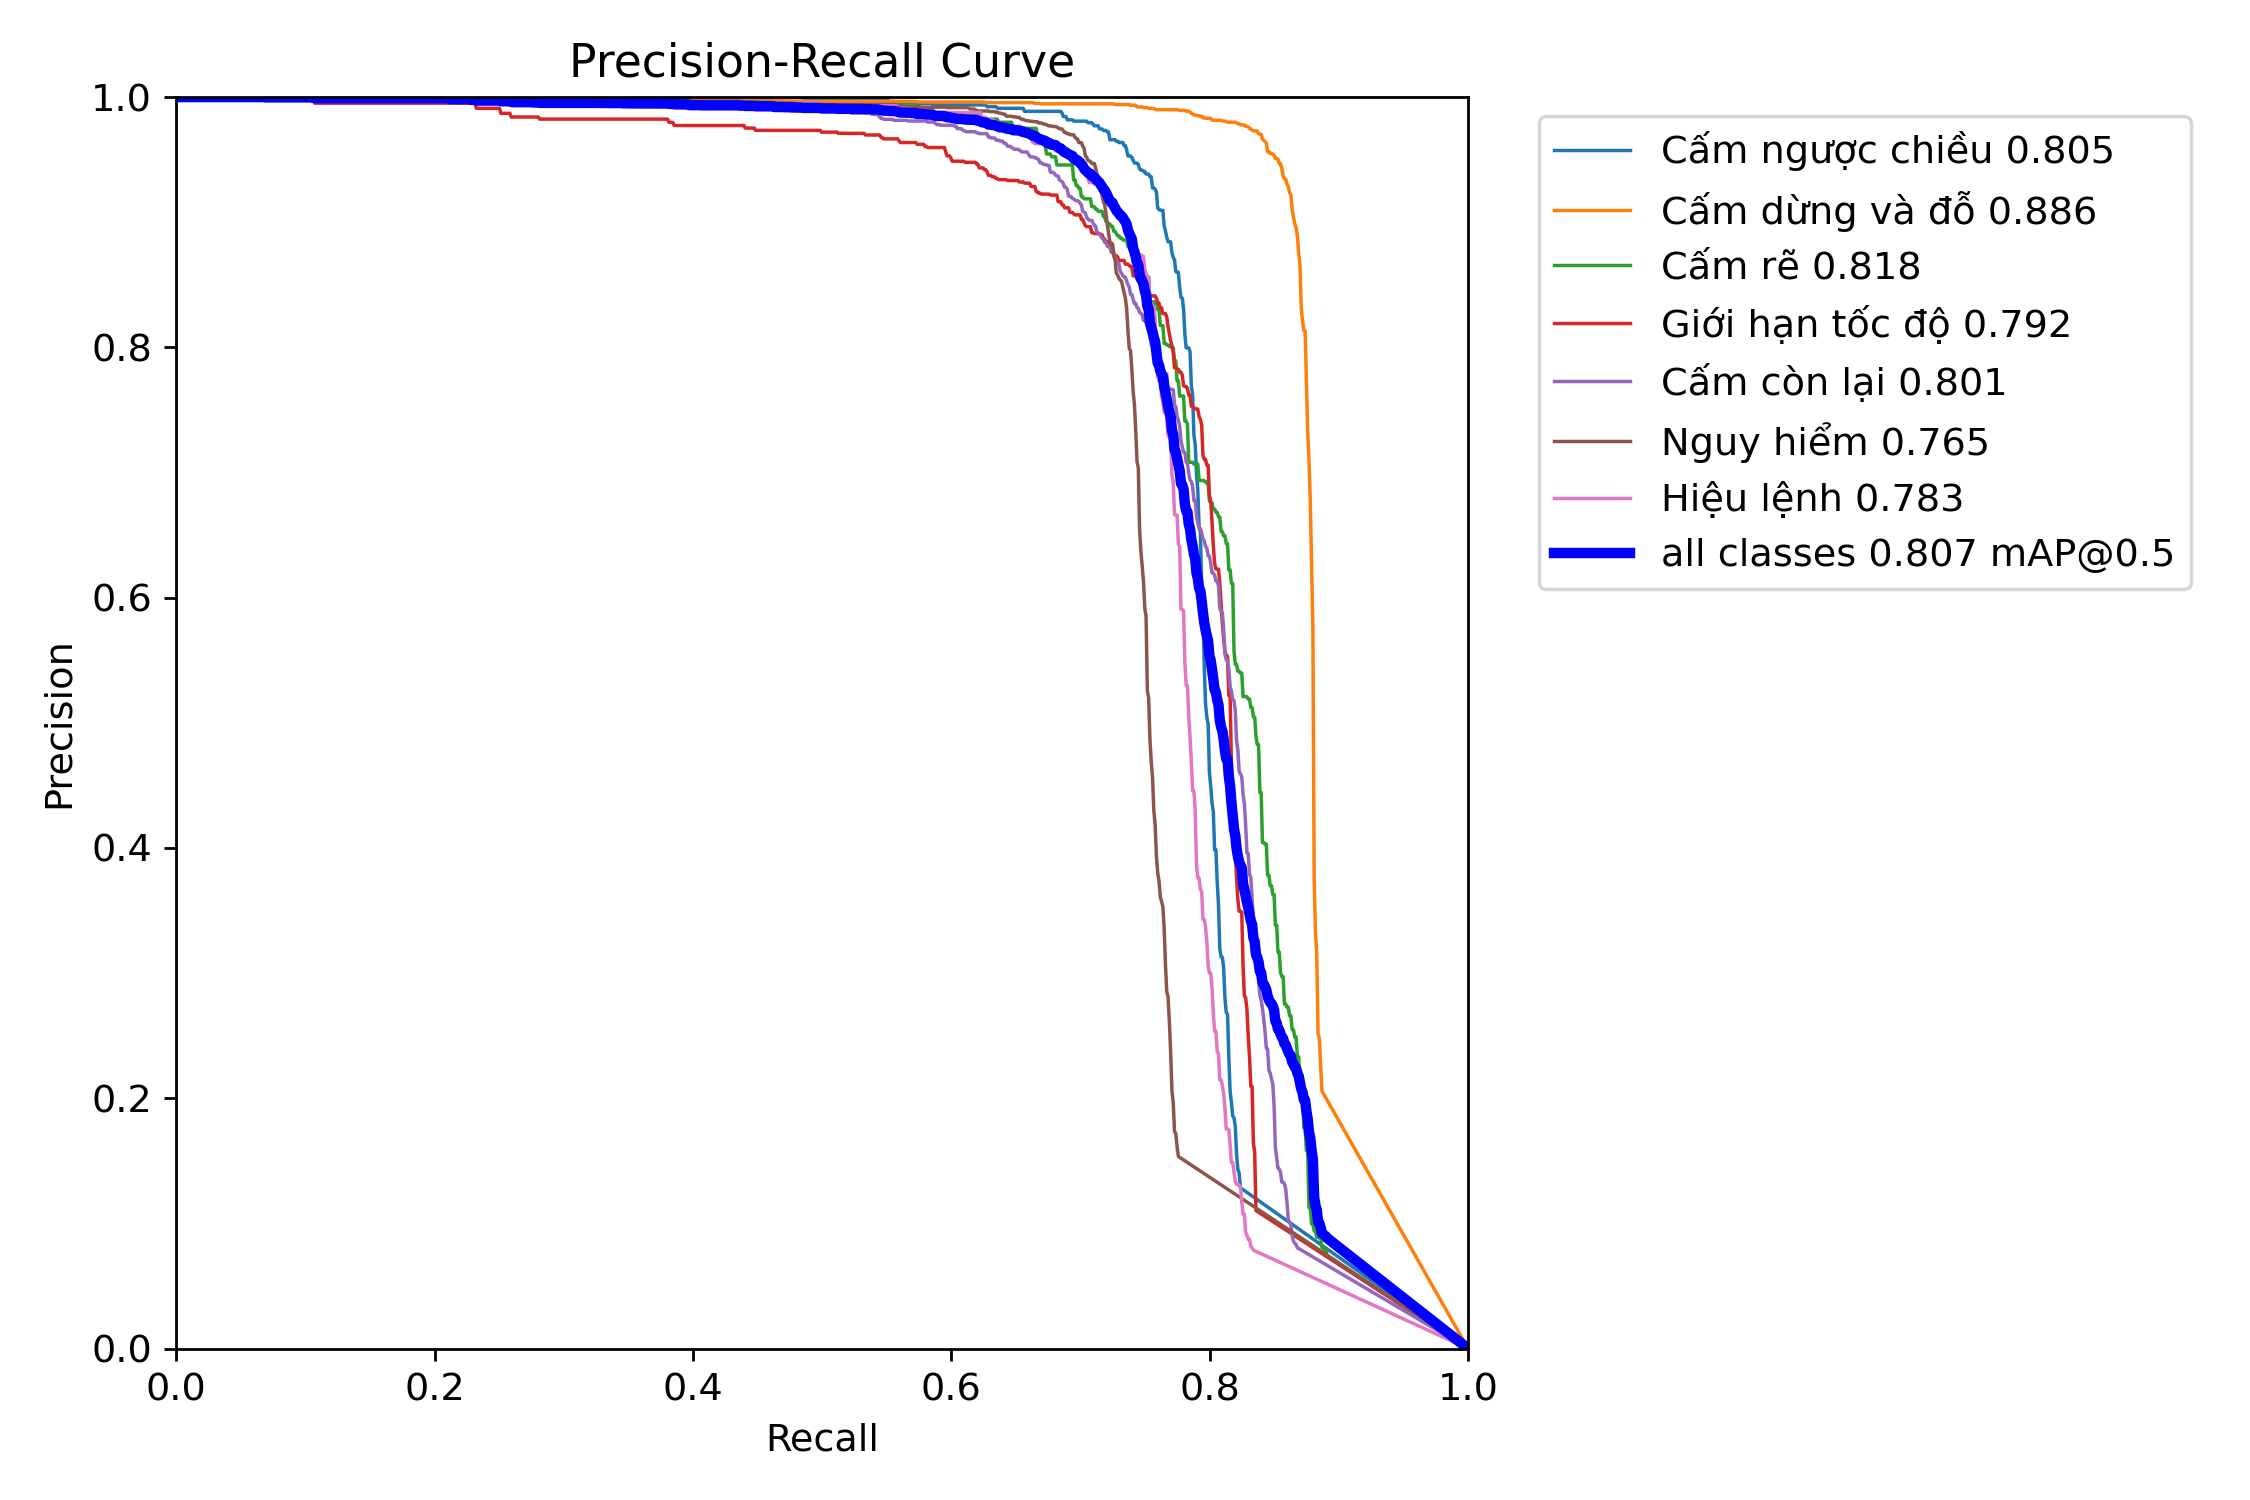 Precision-Recall Curve
1.0
0.8
0.6
0.4
0.2
0.0
Precision
0.0 0.2 0.4 0.6 0.8 1.0
Recall
Cấm ngược chiều 0.805
Cấm dừng và đỗ 0.886
Cấm rẽ 0.818
Giới hạn tốc độ 0.792
Cấm còn lại 0.801
Nguy hiểm 0.765
Hiệu lệnh 0.783
all classes 0.807 mAP@0.5